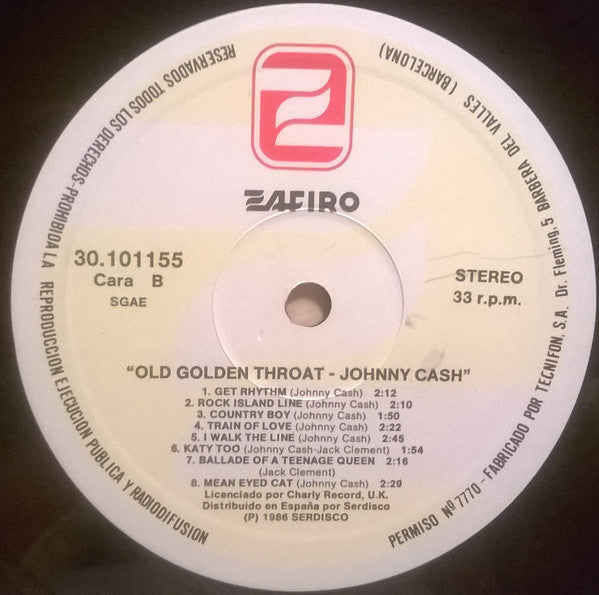 ZAFIRO
30.101155
Cara B
SGAE
STEREO
33 r.p.m.
"OLD GOLDEN THROAT - JOHNNY CASH"
1. GET RHYTHM (Johnny Cash) 2:12
2. ROCK ISLAND LINE (Johnny Cash) 2:10
3. COUNTRY BOY (Johnny Cash) 1:50
4. TRAIN OF LOVE (Johnny Cash) 2:22
5. I WALK THE LINE (Johnny Cash) 2:45
6. KATY TOO (Johnny Cash-Jack Clement) 1:54
7. BALLADE OF A TEENAGE QUEEN 2:16
(Jack Clement)
8. MEAN EYED CAT (Johnny Cash) 2:29
Licenciado por Charly Record, U.K.
Distribuido en España por Serdisco
(P) 1986 SERDISCO
RESERVADOS TODOS LOS DERECHOS-PROHIBIDA LA REPRODUCCION EJECUCION PUBLICA Y RADIODIFUSION
PERMISO Nº 7770 - FABRICADO POR TECNIFON, S.A. Dr. Fleming, 5 BARBERA DEL VALLES (BARCELONA)